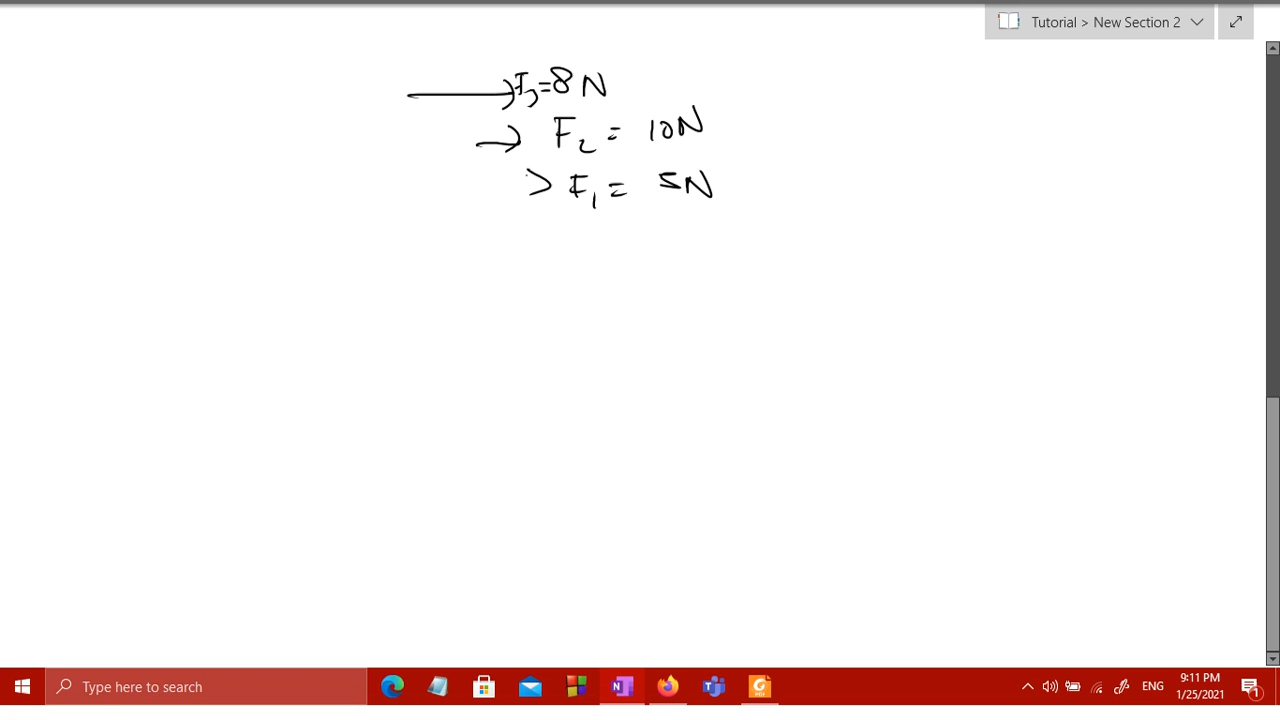 Tutorial > New Section 2
F3=8 N
F2 = 10N
F1 = 5N
Type here to search
ENG
9:11 PM
1/25/2021
1